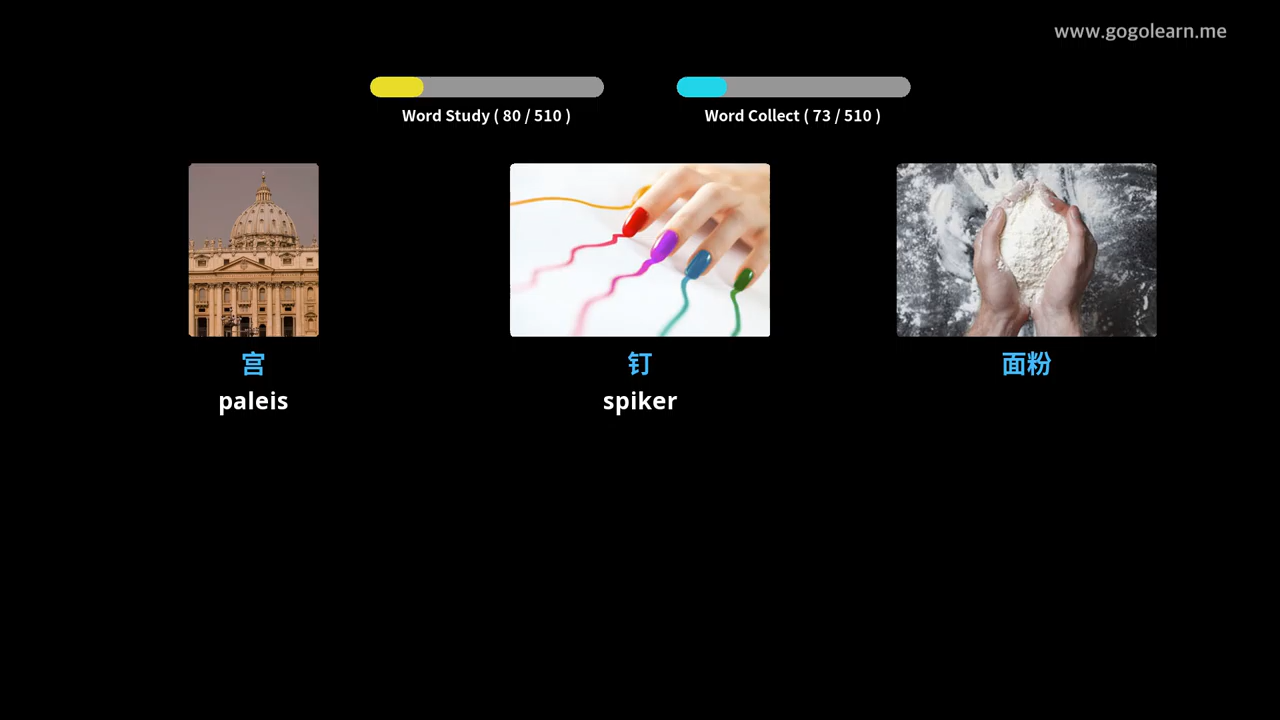 www.gogolearn.me
Word Study ( 80 / 510 )
Word Collect ( 73 / 510 )
宫
paleis
钉
spiker
面粉